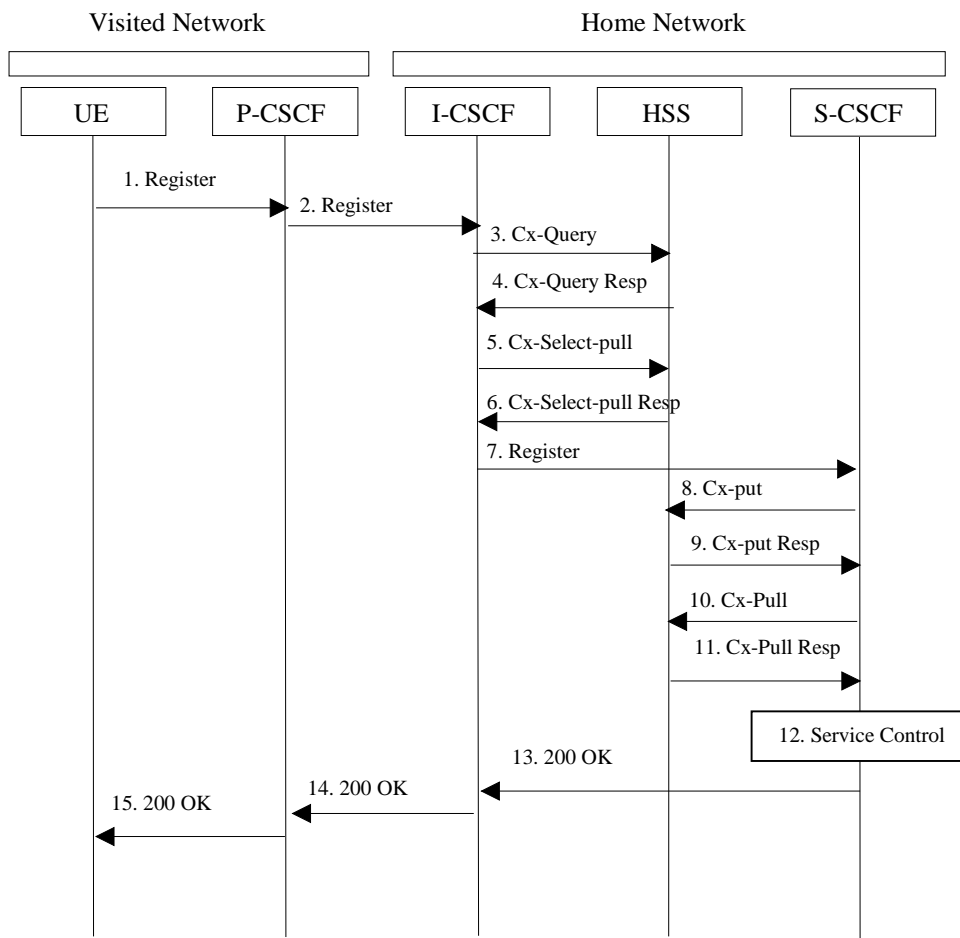 Visited Network
Home Network
UE
P-CSCF
I-CSCF
HSS
S-CSCF
1. Register
2. Register
3. Cx-Query
4. Cx-Query Resp
5. Cx-Select-pull
6. Cx-Select-pull Resp
7. Register
8. Cx-put
9. Cx-put Resp
10. Cx-Pull
11. Cx-Pull Resp
12. Service Control
13. 200 OK
14. 200 OK
15. 200 OK